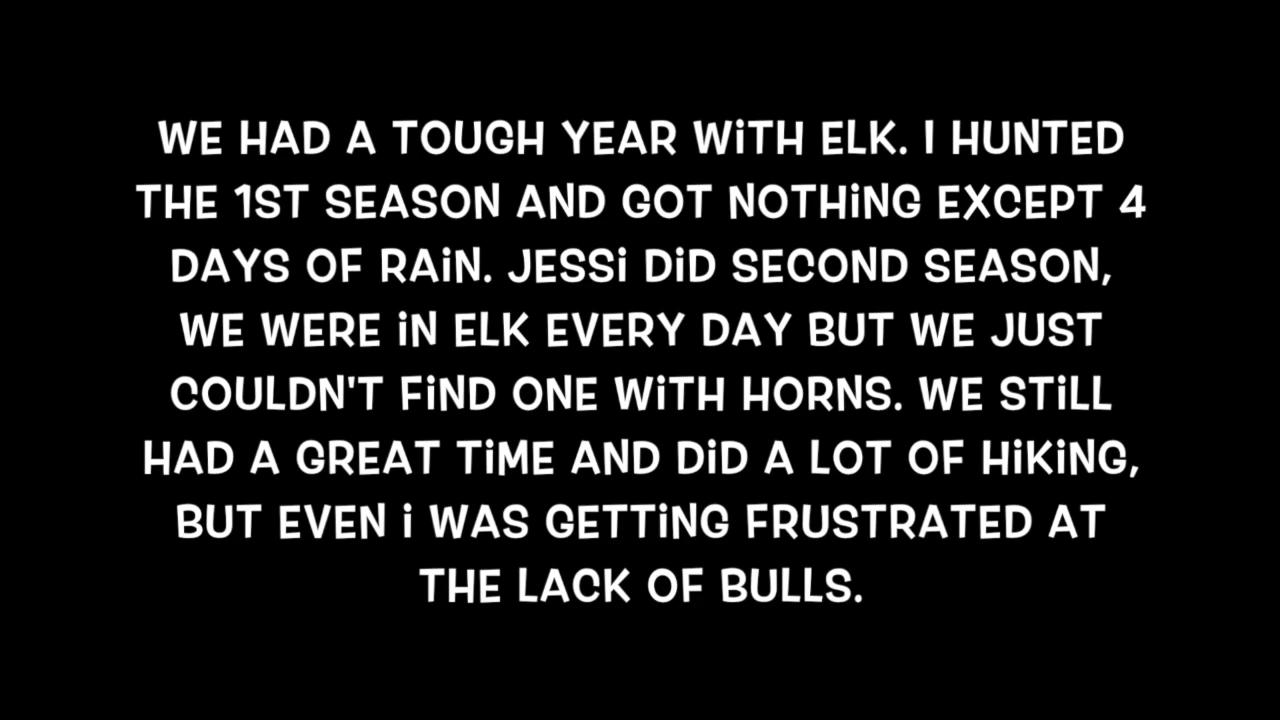 WE HAD A TOUGH YEAR WiTH ELK. I HUNTED
THE 1ST SEASON AND GOT NOTHiNG EXCEPT 4
DAYS OF RAiN. JESSi DiD SECOND SEASON,
WE WERE iN ELK EVERY DAY BUT WE JUST
COULDN'T FiND ONE WiTH HORNS. WE STiLL
HAD A GREAT TiME AND DiD A LOT OF HiKiNG,
BUT EVEN i WAS GETTiNG FRUSTRATED AT
THE LACK OF BULLS.